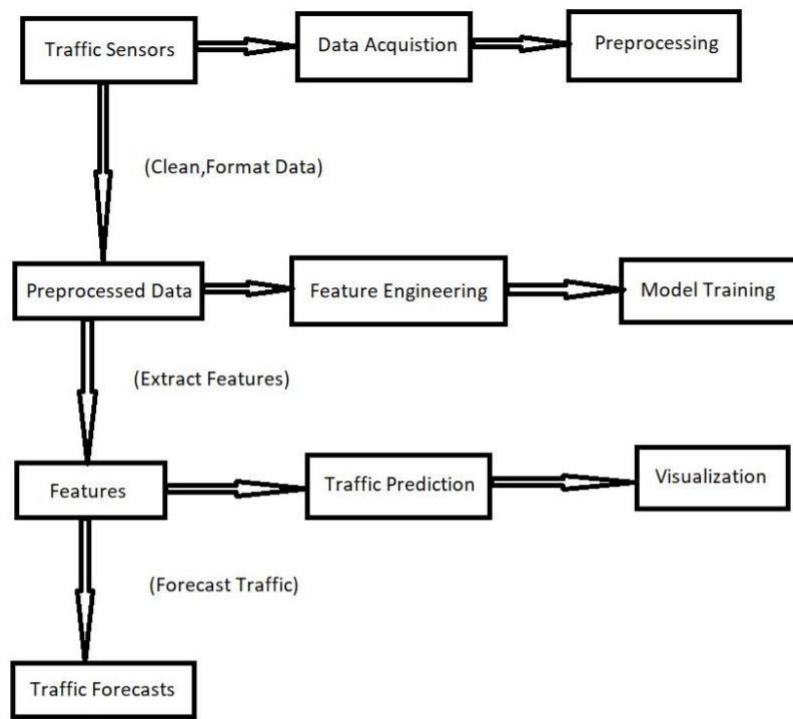 Traffic Sensors
Data Acquistion
Preprocessing
(Clean,Format Data)
Preprocessed Data
Feature Engineering
Model Training
(Extract Features)
Features
Traffic Prediction
Visualization
(Forecast Traffic)
Traffic Forecasts